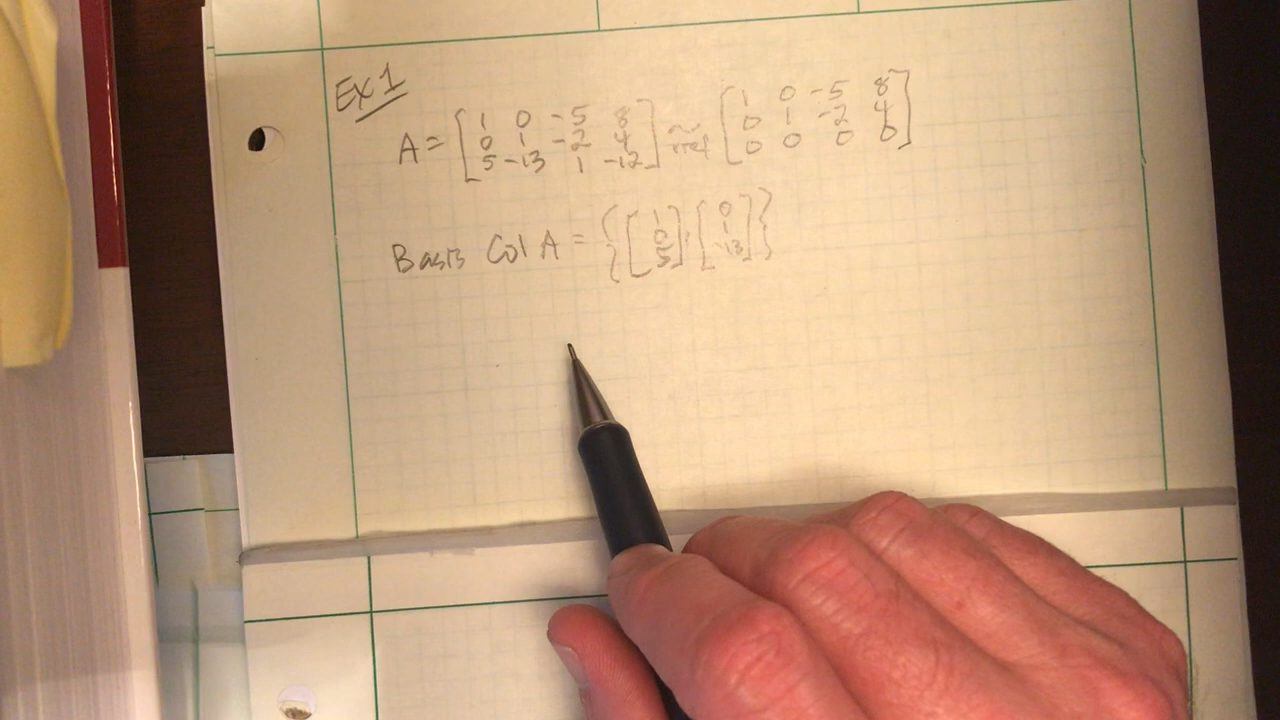 Ex 1
A = [1 0 -5 8; 0 1 -2 4; 5 -13 1 -12] ~ rref [1 0 -5 8; 0 1 -2 4; 0 0 0 0]
Basis Col A = {[1; 0; 5], [0; 1; -13]}